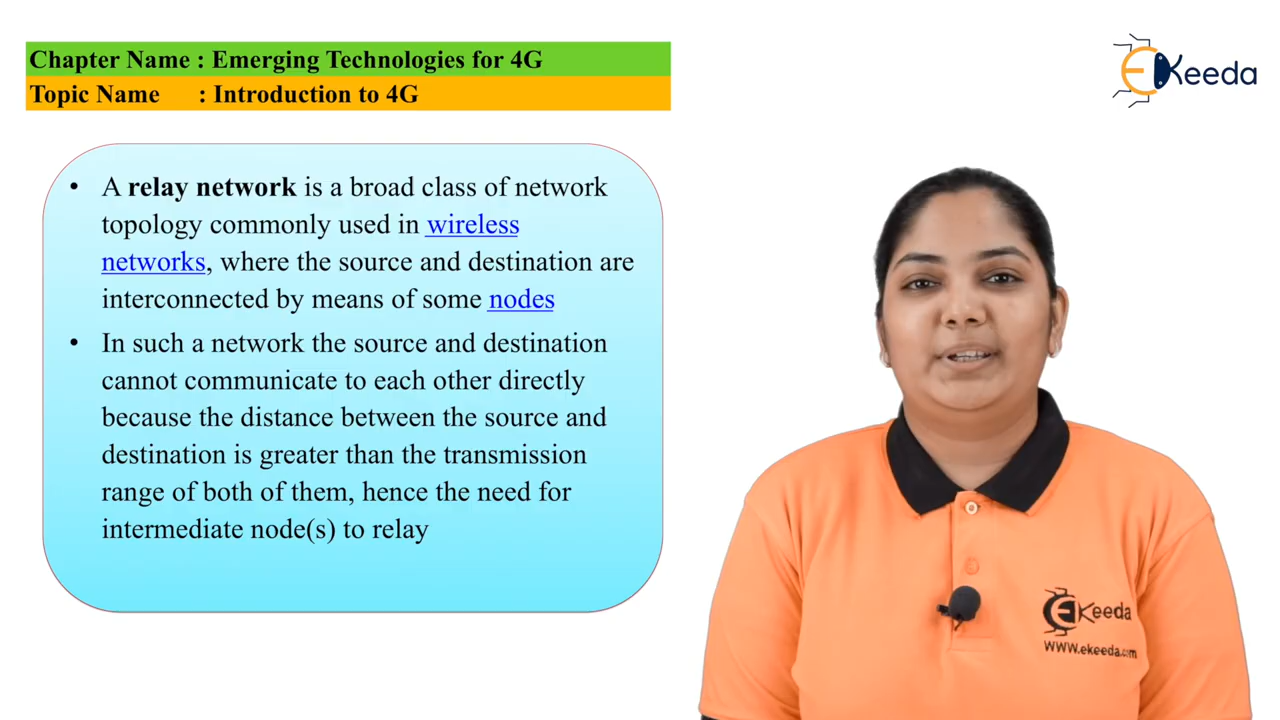 Chapter Name : Emerging Technologies for 4G
Topic Name : Introduction to 4G
EKeeda
• A relay network is a broad class of network
topology commonly used in wireless
networks, where the source and destination are
interconnected by means of some nodes
• In such a network the source and destination
cannot communicate to each other directly
because the distance between the source and
destination is greater than the transmission
range of both of them, hence the need for
intermediate node(s) to relay
EKeeda
WWW.ekeeda.com